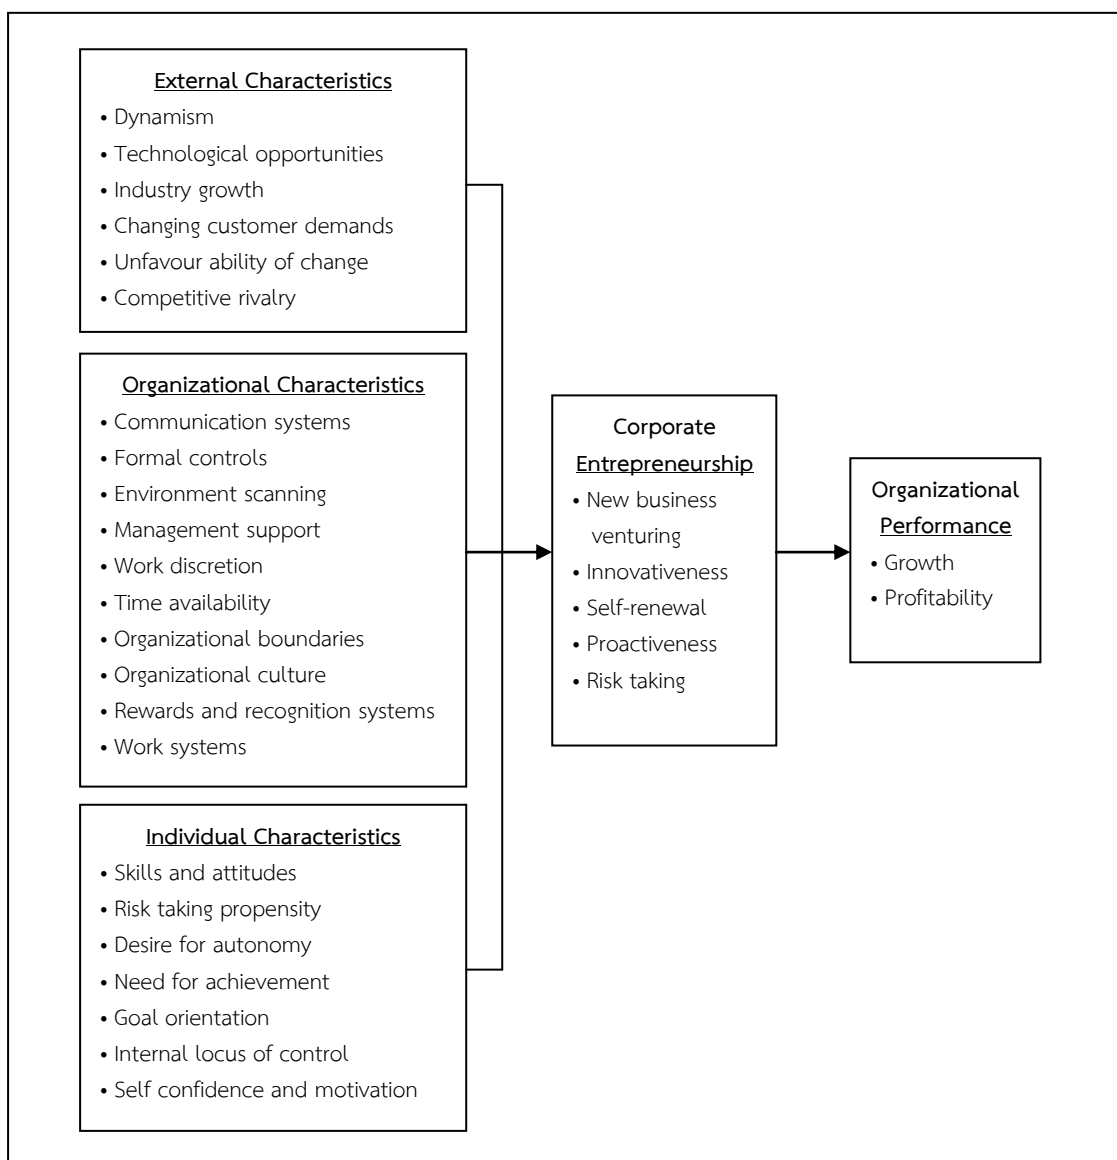 External Characteristics
• Dynamism
• Technological opportunities
• Industry growth
• Changing customer demands
• Unfavour ability of change
• Competitive rivalry
Organizational Characteristics
• Communication systems
• Formal controls
• Environment scanning
• Management support
• Work discretion
• Time availability
• Organizational boundaries
• Organizational culture
• Rewards and recognition systems
• Work systems
Individual Characteristics
• Skills and attitudes
• Risk taking propensity
• Desire for autonomy
• Need for achievement
• Goal orientation
• Internal locus of control
• Self confidence and motivation
Corporate
Entrepreneurship
• New business
venturing
• Innovativeness
• Self-renewal
• Proactiveness
• Risk taking
Organizational
Performance
• Growth
• Profitability